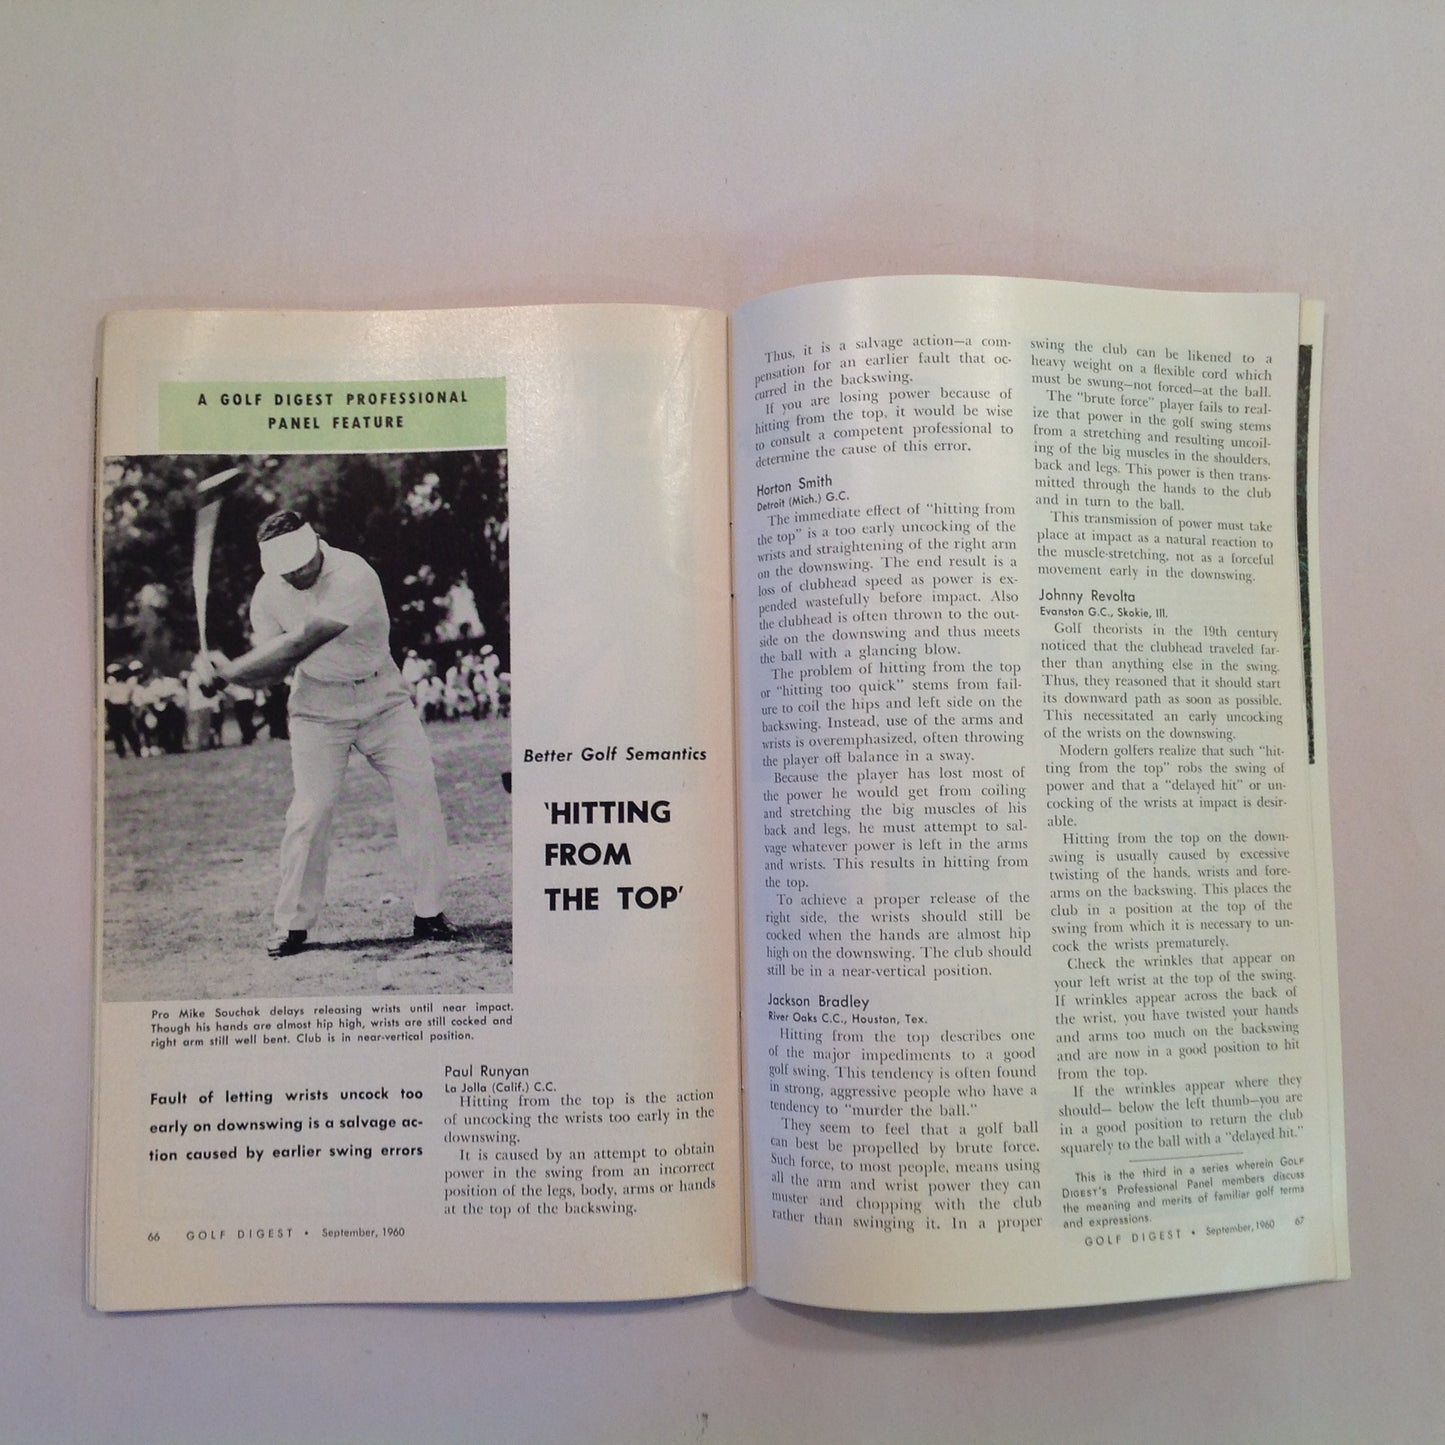 A GOLF DIGEST PROFESSIONAL
PANEL FEATURE
Better Golf Semantics
'HITTING
FROM
THE TOP'
Pro Mike Souchak delays releasing wrists until near impact.
Though his hands are almost hip high, wrists are still cocked and
right arm still well bent. Club is in near-vertical position.
Fault of letting wrists uncock too
early on downswing is a salvage ac-
tion caused by earlier swing errors
Paul Runyan
La Jolla (Calif.) C.C.
Hitting from the top is the action
of uncocking the wrists too early in the
downswing.
It is caused by an attempt to obtain
power in the swing from an incorrect
position of the legs, body, arms or hands
at the top of the backswing.
66 GOLF DIGEST • September, 1960
Thus, it is a salvage action—a com-
pensation for an earlier fault that oc-
curred in the backswing.
If you are losing power because of
hitting from the top, it would be wise
to consult a competent professional to
determine the cause of this error.
Horton Smith
Detroit (Mich.) G.C.
The immediate effect of "hitting from
the top" is a too early uncocking of the
wrists and straightening of the right arm
on the downswing. The end result is a
loss of clubhead speed as power is ex-
pended wastefully before impact. Also
the clubhead is often thrown to the out-
side on the downswing and thus meets
the ball with a glancing blow.
The problem of hitting from the top
or "hitting too quick" stems from fail-
ure to coil the hips and left side on the
backswing. Instead, use of the arms and
wrists is overemphasized, often throwing
the player off balance in a sway.
Because the player has lost most of
the power he would get from coiling
and stretching the big muscles of his
back and legs, he must attempt to sal-
vage whatever power is left in the arms
and wrists. This results in hitting from
the top.
To achieve a proper release of the
right side, the wrists should still be
cocked when the hands are almost hip
high on the downswing. The club should
still be in a near-vertical position.
Jackson Bradley
River Oaks C.C., Houston, Tex.
Hitting from the top describes one
of the major impediments to a good
golf swing. This tendency is often found
in strong, aggressive people who have a
tendency to "murder the ball."
They seem to feel that a golf ball
can best be propelled by brute force.
Such force, to most people, means using
all the arm and wrist power they can
muster and chopping with the club
rather than swinging it. In a proper
swing the club can be likened to a
heavy weight on a flexible cord which
must be swung—not forced—at the ball.
The "brute force" player fails to real-
ize that power in the golf swing stems
from a stretching and resulting uncoil-
ing of the big muscles in the shoulders,
back and legs. This power is then trans-
mitted through the hands to the club
and in turn to the ball.
This transmission of power must take
place at impact as a natural reaction to
the muscle-stretching, not as a forceful
movement early in the downswing.
Johnny Revolta
Evanston G.C., Skokie, Ill.
Golf theorists in the 19th century
noticed that the clubhead traveled far-
ther than anything else in the swing.
Thus, they reasoned that it should start
its downward path as soon as possible.
This necessitated an early uncocking
of the wrists on the downswing.
Modern golfers realize that such "hit-
ting from the top" robs the swing of
power and that a "delayed hit" or un-
cocking of the wrists at impact is desir-
able.
Hitting from the top on the down-
swing is usually caused by excessive
twisting of the hands, wrists and fore-
arms on the backswing. This places the
club in a position at the top of the
swing from which it is necessary to un-
cock the wrists prematurely.
Check the wrinkles that appear on
your left wrist at the top of the swing.
If wrinkles appear across the back of
the wrist, you have twisted your hands
and arms too much on the backswing
and are now in a good position to hit
from the top.
If the wrinkles appear where they
should— below the left thumb—you are
in a good position to return the club
squarely to the ball with a "delayed hit."
This is the third in a series wherein GOLF
DIGEST'S Professional Panel members discuss
the meaning and merits of familiar golf terms
and expressions.
GOLF DIGEST • September, 1960 67